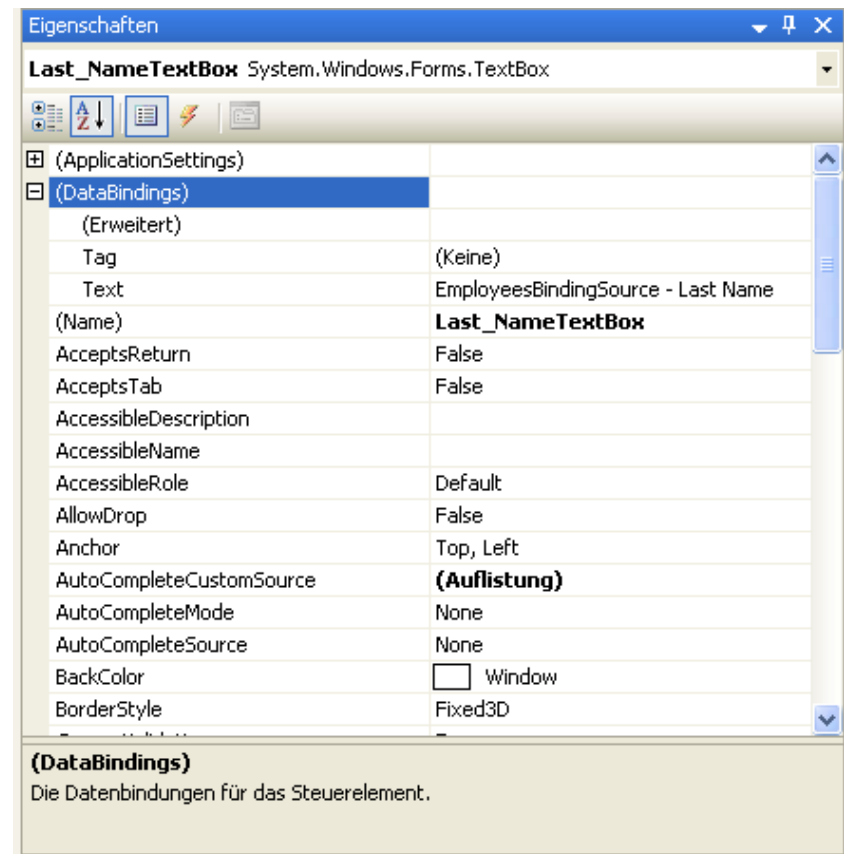 Eigenschaften
Last_NameTextBox System.Windows.Forms.TextBox
(ApplicationSettings)
(DataBindings)
(Erweitert)
Tag (Keine)
Text EmployeesBindingSource - Last Name
(Name) Last_NameTextBox
AcceptsReturn False
AcceptsTab False
AccessibleDescription
AccessibleName
AccessibleRole Default
AllowDrop False
Anchor Top, Left
AutoCompleteCustomSource (Auflistung)
AutoCompleteMode None
AutoCompleteSource None
BackColor Window
BorderStyle Fixed3D
(DataBindings)
Die Datenbindungen für das Steuerelement.